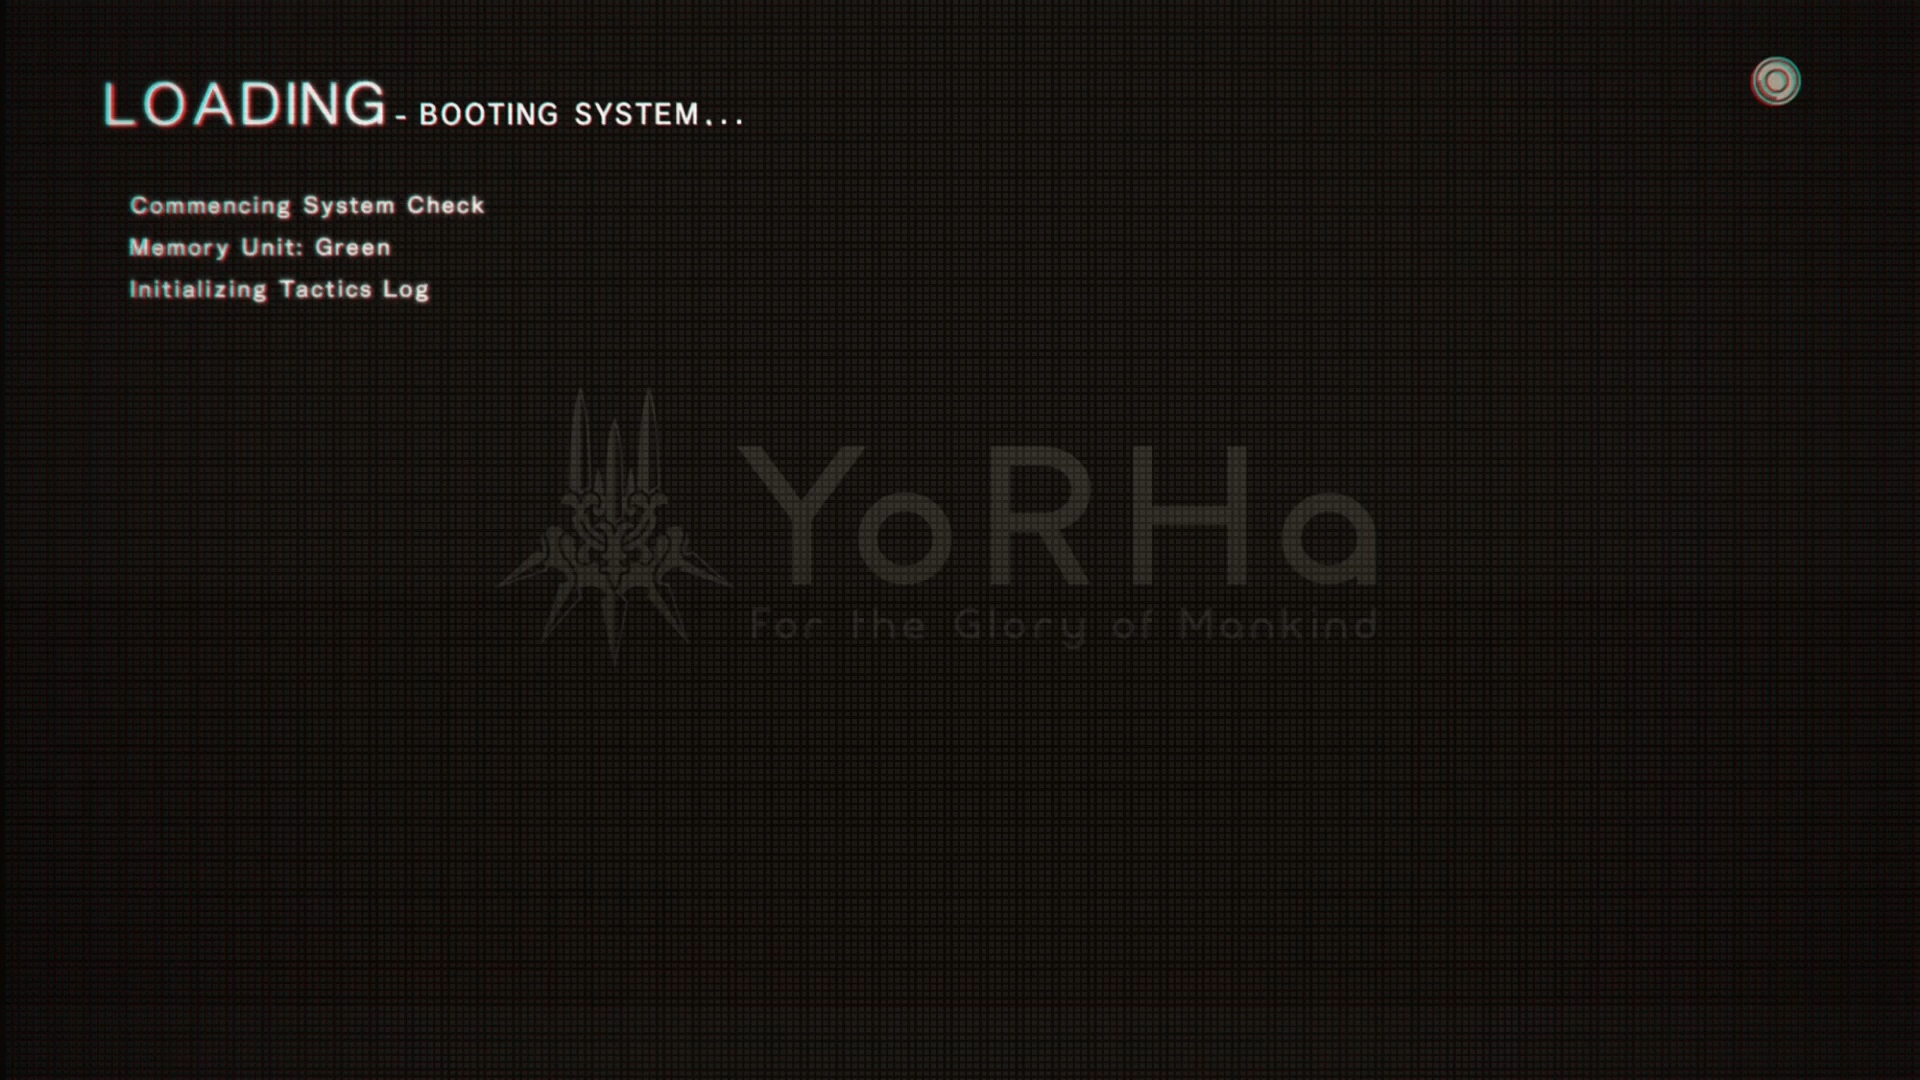 LOADING - BOOTING SYSTEM...
Commencing System Check
Memory Unit: Green
Initializing Tactics Log
YoRHa
For the Glory of Mankind